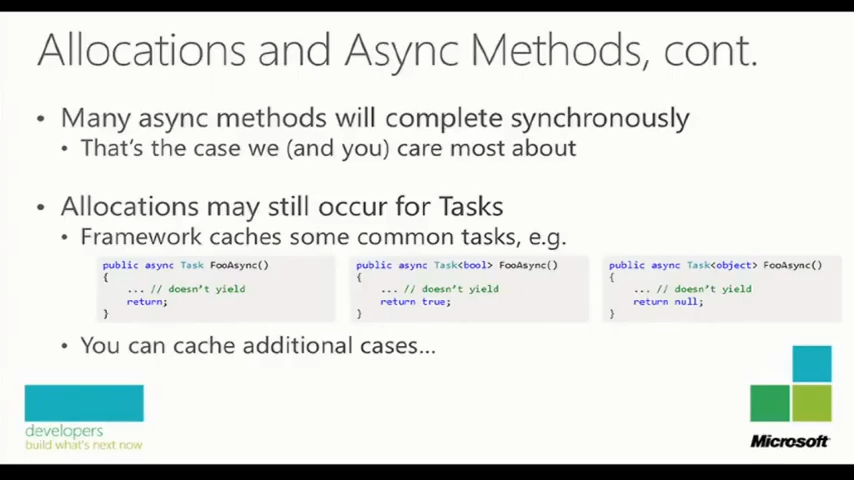 Allocations and Async Methods, cont.
• Many async methods will complete synchronously
• That's the case we (and you) care most about
• Allocations may still occur for Tasks
• Framework caches some common tasks, e.g.
public async Task FooAsync()
{
... // doesn't yield
return;
}
public async Task<bool> FooAsync()
{
... // doesn't yield
return true;
}
public async Task<object> FooAsync()
{
... // doesn't yield
return null;
}
• You can cache additional cases...
developers
build what's next now
Microsoft